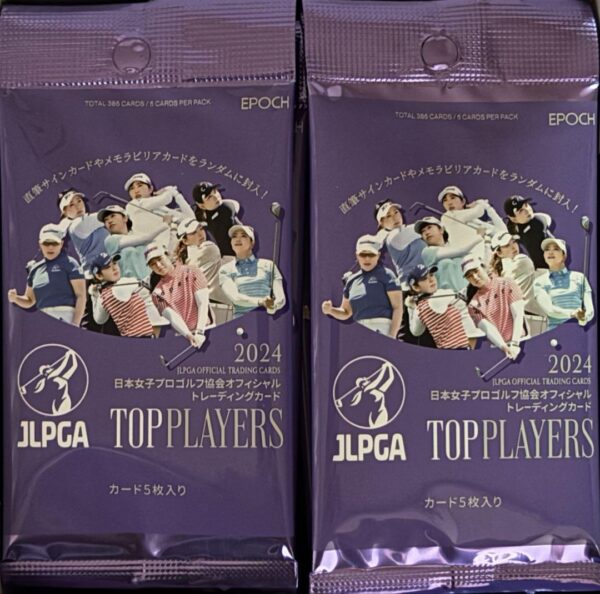 TOTAL 385 CARDS / 5 CARDS PER PACK
EPOCH
直筆サインカードやメモラビリアカードをランダムに封入！
2024
JLPGA OFFICIAL TRADING CARDS
日本女子プロゴルフ協会オフィシャル
トレーディングカード
JLPGA
TOP PLAYERS
カード5枚入り
TOTAL 385 CARDS / 5 CARDS PER PACK
EPOCH
直筆サインカードやメモラビリアカードをランダムに封入！
2024
JLPGA OFFICIAL TRADING CARDS
日本女子プロゴルフ協会オフィシャル
トレーディングカード
JLPGA
TOP PLAYERS
カード5枚入り